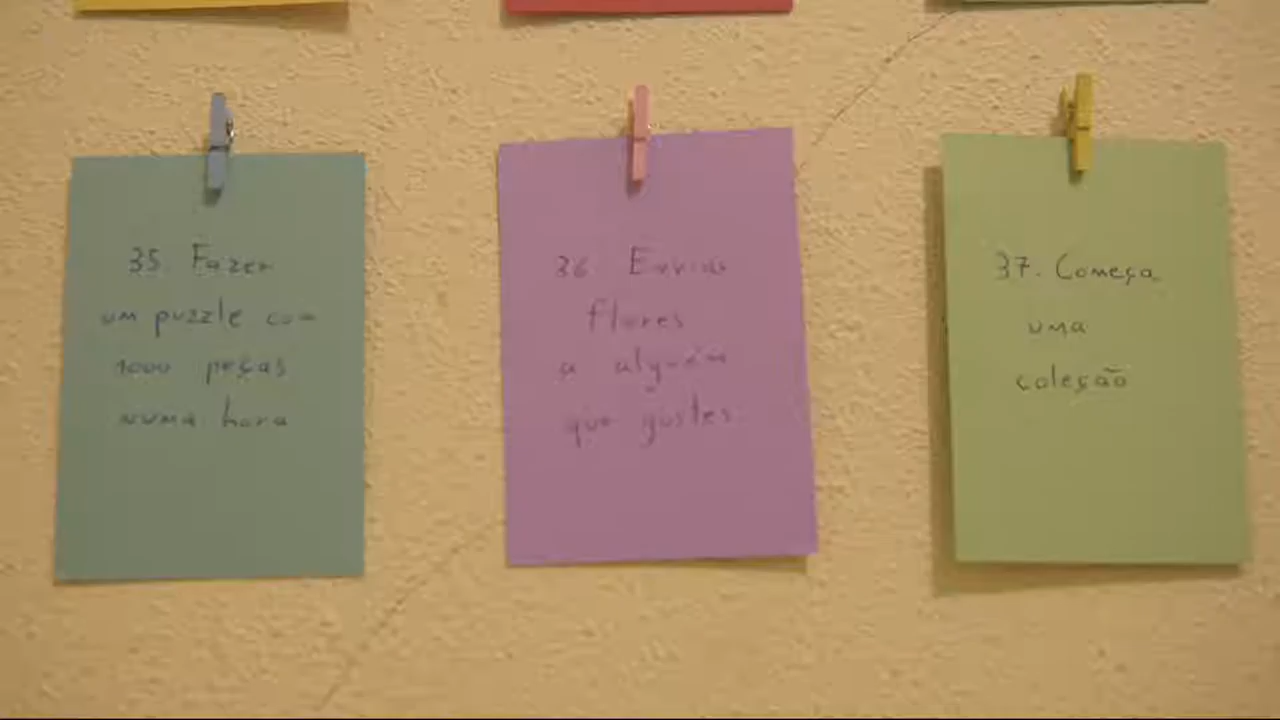 35. Fazer
um puzzle com
1000 peças
numa hora
36. Enviar
flores
a alguém
que gostes
37. Começa
uma
coleção